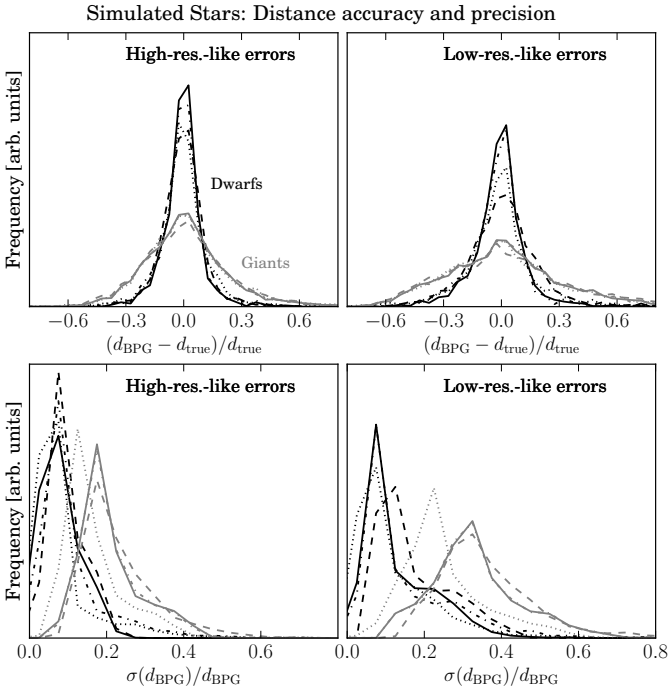 Simulated Stars: Distance accuracy and precision
High-res.-like errors
Low-res.-like errors
Frequency [arb. units]
Dwarfs
Giants
−0.6 −0.3 0.0 0.3 0.6
−0.6 −0.3 0.0 0.3 0.6
(d_BPG − d_true)/d_true
(d_BPG − d_true)/d_true
High-res.-like errors
Low-res.-like errors
Frequency [arb. units]
0.0 0.2 0.4 0.6
0.0 0.2 0.4 0.6 0.8
σ(d_BPG)/d_BPG
σ(d_BPG)/d_BPG